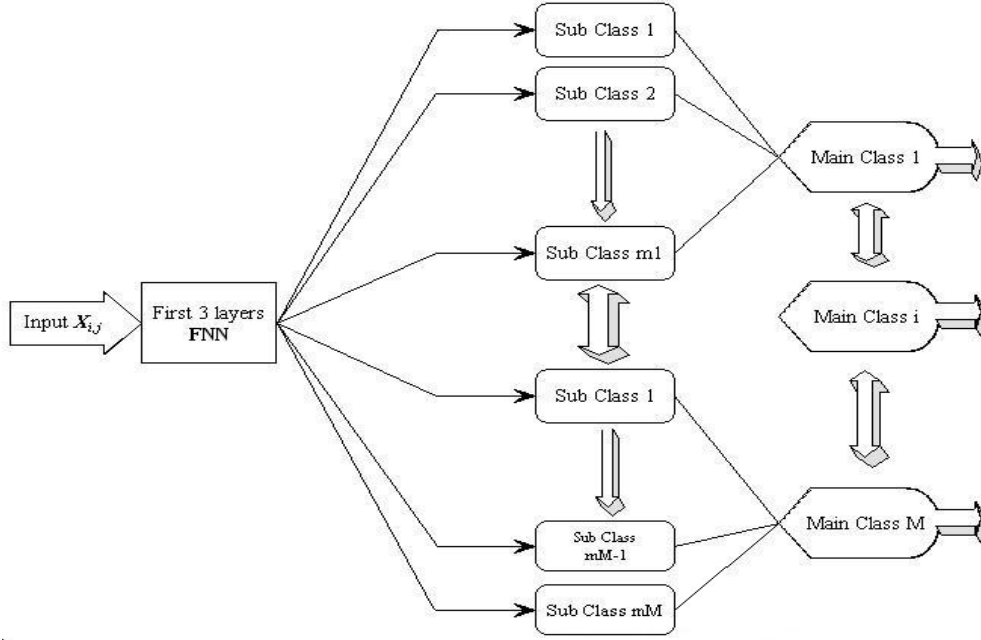 Sub Class 1
Sub Class 2
Main Class 1
Sub Class m1
Input X_{i,j}
First 3 layers
FNN
Main Class i
Sub Class 1
Main Class M
Sub Class
mM-1
Sub Class mM